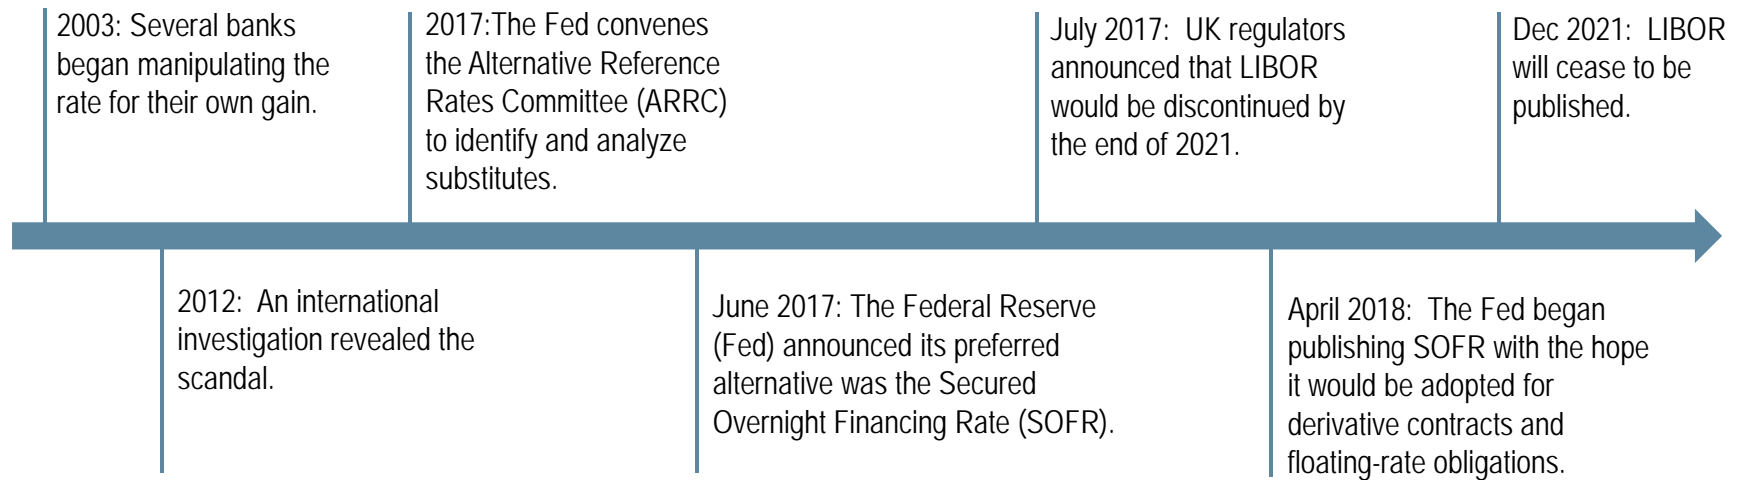 2003: Several banks
began manipulating the
rate for their own gain.
2012: An international
investigation revealed the
scandal.
2017:The Fed convenes
the Alternative Reference
Rates Committee (ARRC)
to identify and analyze
substitutes.
June 2017: The Federal Reserve
(Fed) announced its preferred
alternative was the Secured
Overnight Financing Rate (SOFR).
July 2017: UK regulators
announced that LIBOR
would be discontinued by
the end of 2021.
April 2018: The Fed began
publishing SOFR with the hope
it would be adopted for
derivative contracts and
floating-rate obligations.
Dec 2021: LIBOR
will cease to be
published.